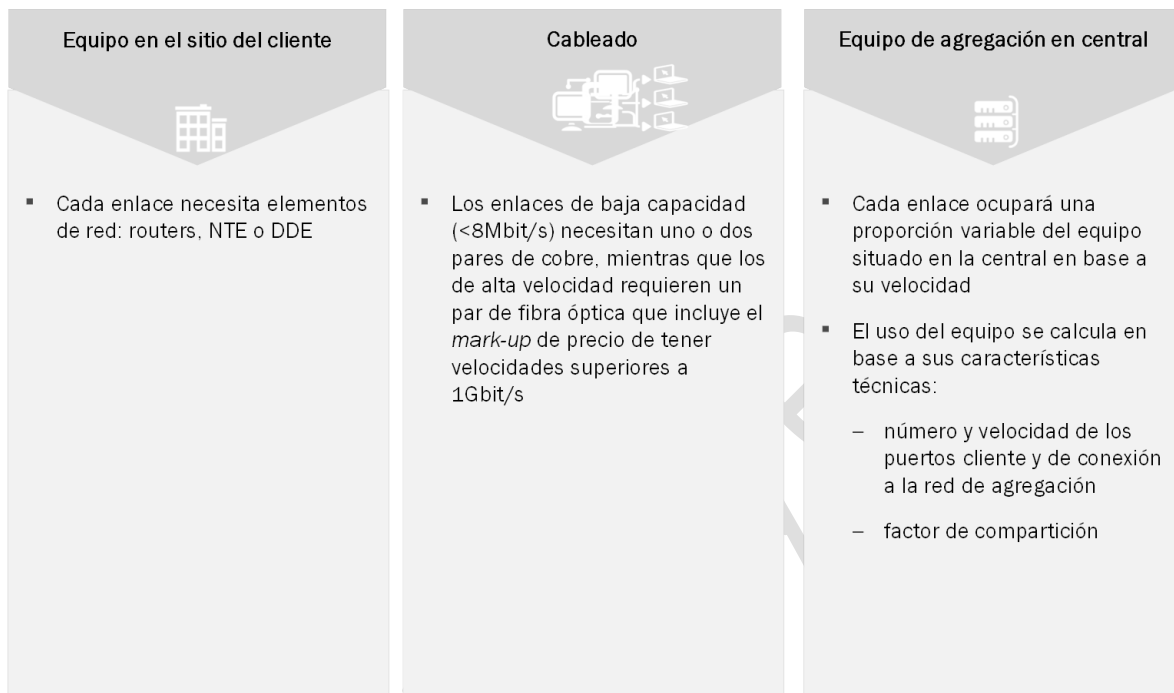 Equipo en el sitio del cliente
▪ Cada enlace necesita elementos
de red: routers, NTE o DDE
Cableado
▪ Los enlaces de baja capacidad
(<8Mbit/s) necesitan uno o dos
pares de cobre, mientras que los
de alta velocidad requieren un
par de fibra óptica que incluye el
mark-up de precio de tener
velocidades superiores a
1Gbit/s
Equipo de agregación en central
▪ Cada enlace ocupará una
proporción variable del equipo
situado en la central en base a
su velocidad
▪ El uso del equipo se calcula en
base a sus características
técnicas:
– número y velocidad de los
puertos cliente y de conexión
a la red de agregación
– factor de compartición